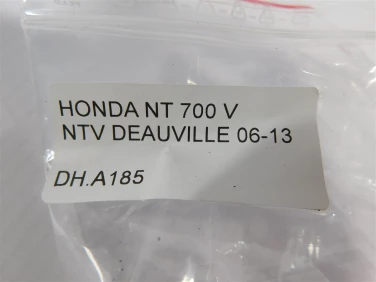 HONDA NT 700 V
NTV DEAUVILLE 06-13
DH.A185